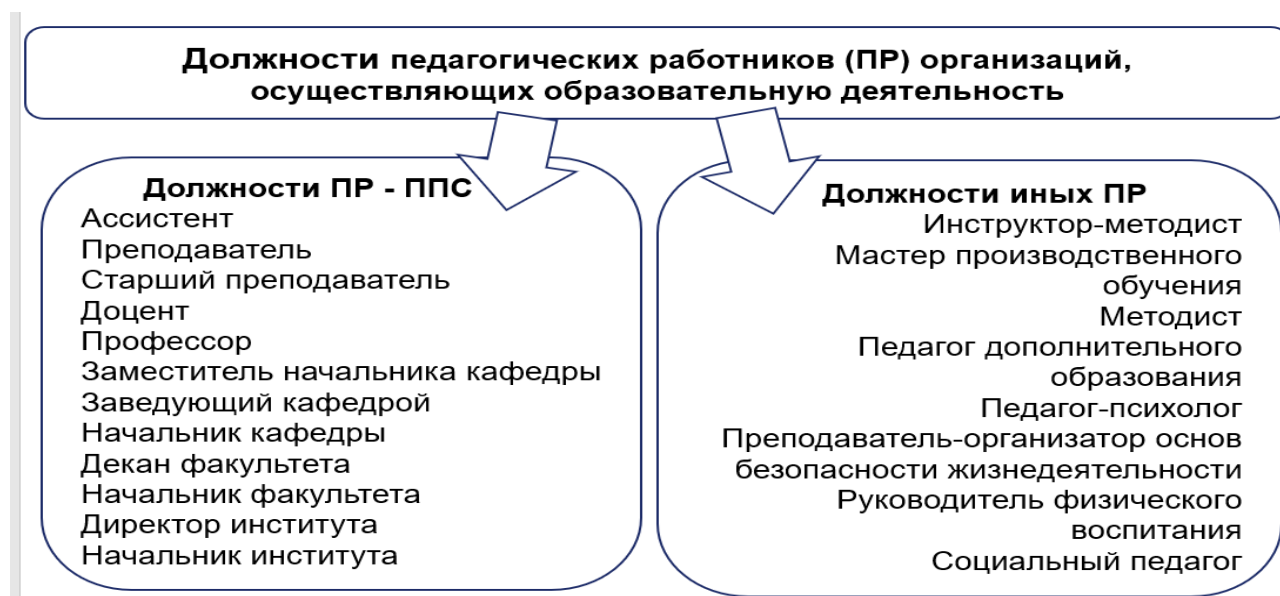 Должности педагогических работников (ПР) организаций,
осуществляющих образовательную деятельность
Должности ПР - ППС
Ассистент
Преподаватель
Старший преподаватель
Доцент
Профессор
Заместитель начальника кафедры
Заведующий кафедрой
Начальник кафедры
Декан факультета
Начальник факультета
Директор института
Начальник института
Должности иных ПР
Инструктор-методист
Мастер производственного
обучения
Методист
Педагог дополнительного
образования
Педагог-психолог
Преподаватель-организатор основ
безопасности жизнедеятельности
Руководитель физического
воспитания
Социальный педагог